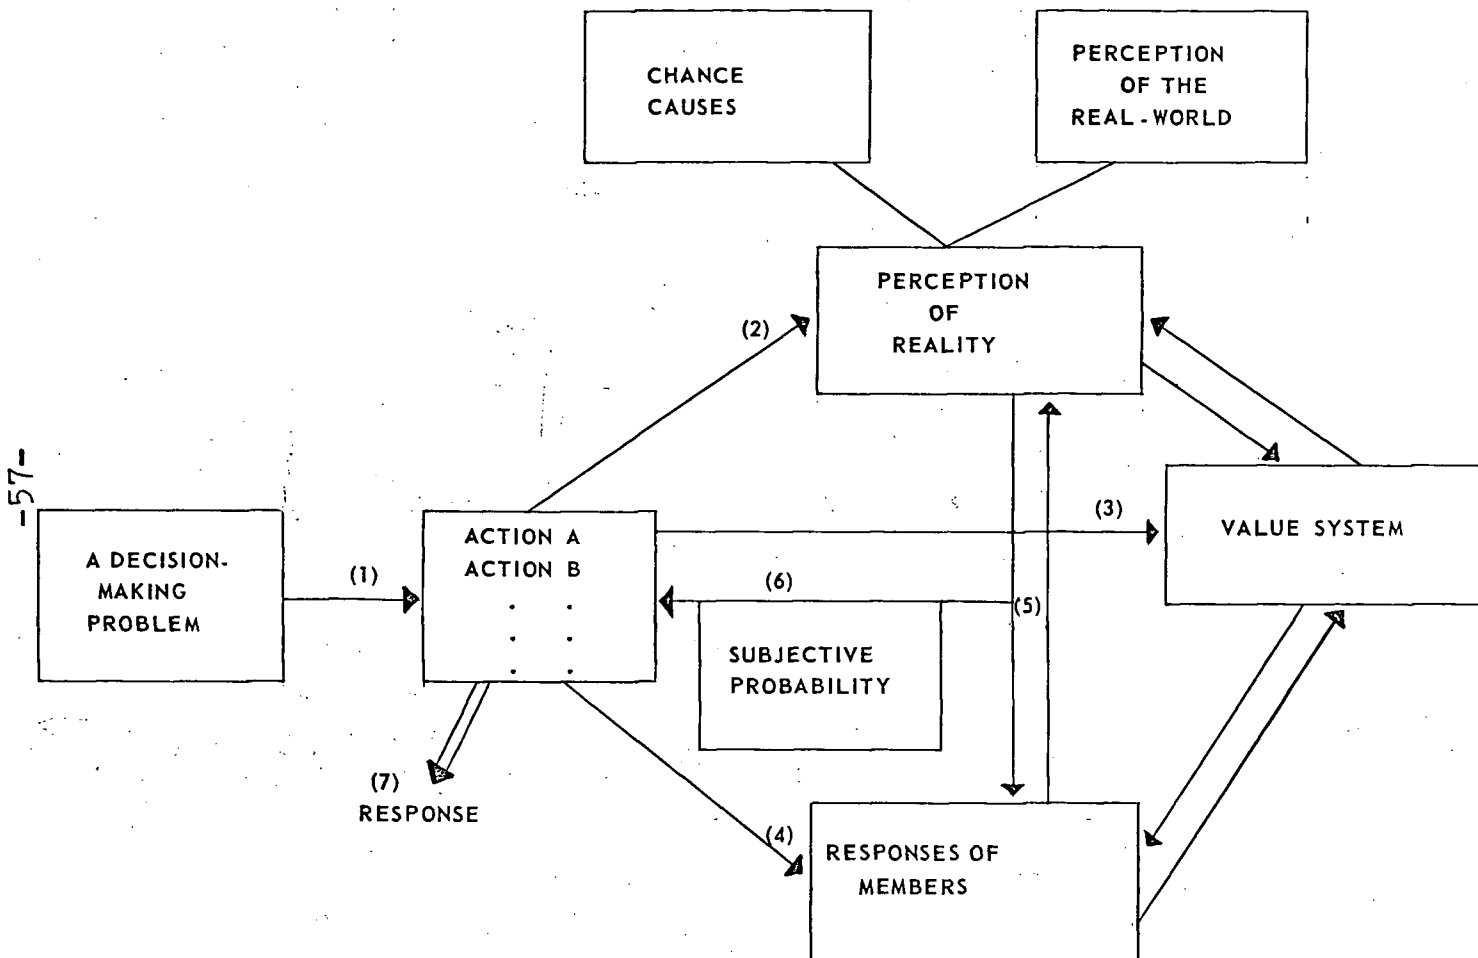 CHANCE
CAUSES
PERCEPTION
OF THE
REAL-WORLD
PERCEPTION
OF
REALITY
(2)
-57-
(3)
VALUE SYSTEM
A DECISION-
MAKING
PROBLEM
(1)
ACTION A
ACTION B
(6)
(5)
SUBJECTIVE
PROBABILITY
(7)
RESPONSE
(4)
RESPONSES OF
MEMBERS